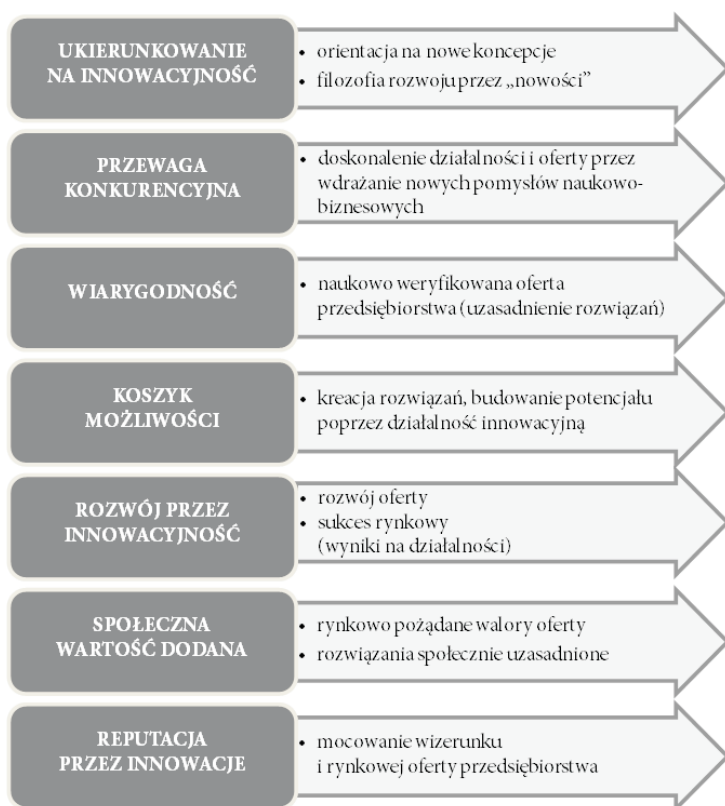 UKIERUNKOWANIE
NA INNOWACYJNOŚĆ
• orientacja na nowe koncepcje
• filozofia rozwoju przez „nowości”
PRZEWAGA
KONKURENCYJNA
• doskonalenie działalności i oferty przez
wdrażanie nowych pomysłów naukowo-
biznesowych
WIARYGODNOŚĆ
• naukowo weryfikowana oferta
przedsiębiorstwa (uzasadnienie rozwiązań)
KOSZYK
MOŻLIWOŚCI
• kreacja rozwiązań, budowanie potencjału
poprzez działalność innowacyjną
ROZWÓJ PRZEZ
INNOWACYJNOŚĆ
• rozwój oferty
• sukces rynkowy
(wyniki na działalności)
SPOŁECZNA
WARTOŚĆ DODANA
• rynkowo pożądane walory oferty
• rozwiązania społecznie uzasadnione
REPUTACJA
PRZEZ INNOWACJE
• mocowanie wizerunku
i rynkowej oferty przedsiębiorstwa